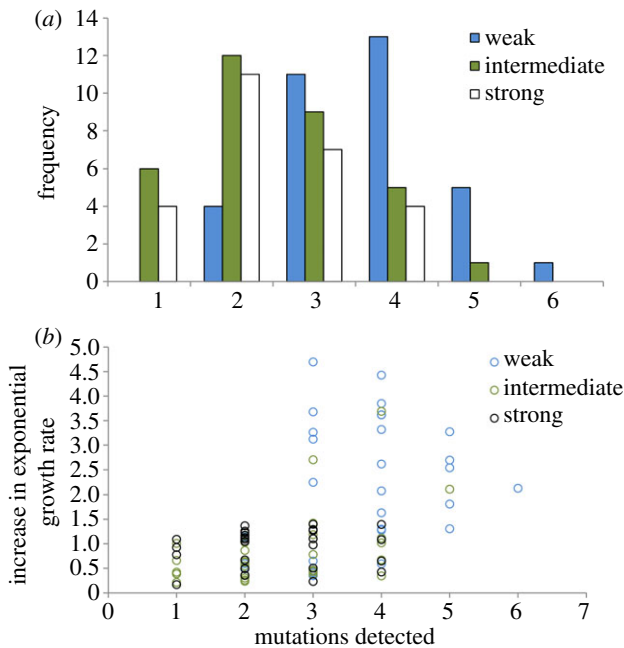 (a)
14
12
10
8
6
4
2
0
frequency
weak
intermediate
strong
1 2 3 4 5 6
(b)
5.0
4.5
4.0
3.5
3.0
2.5
2.0
1.5
1.0
0.5
0
increase in exponential
growth rate
weak
intermediate
strong
0 1 2 3 4 5 6 7
mutations detected